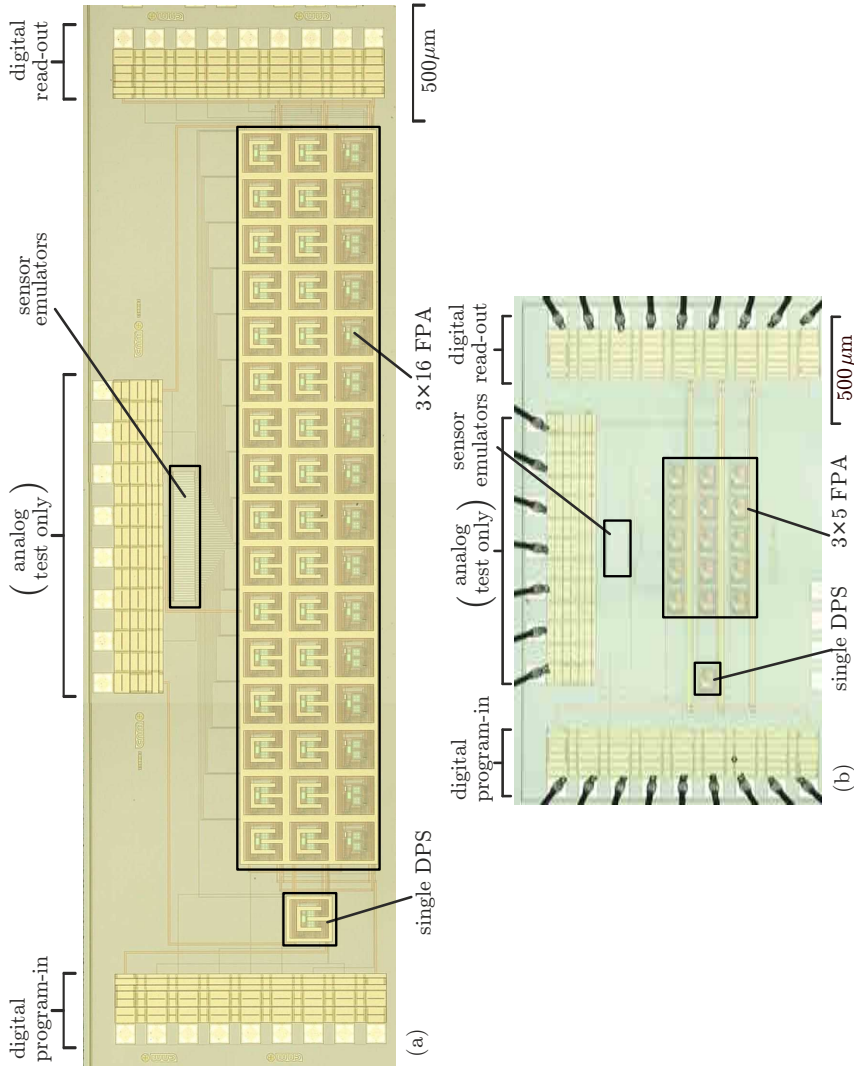 digital
program-in
(analog
test only)
sensor
emulators
digital
read-out
single DPS
3×16 FPA
500μm
(a)
digital
program-in
(analog
test only)
sensor
emulators
digital
read-out
single DPS
3×5 FPA
500μm
(b)